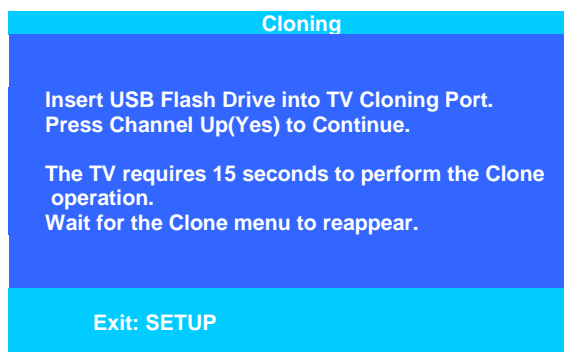 Cloning
Insert USB Flash Drive into TV Cloning Port.
Press Channel Up(Yes) to Continue.
The TV requires 15 seconds to perform the Clone
operation.
Wait for the Clone menu to reappear.
Exit: SETUP